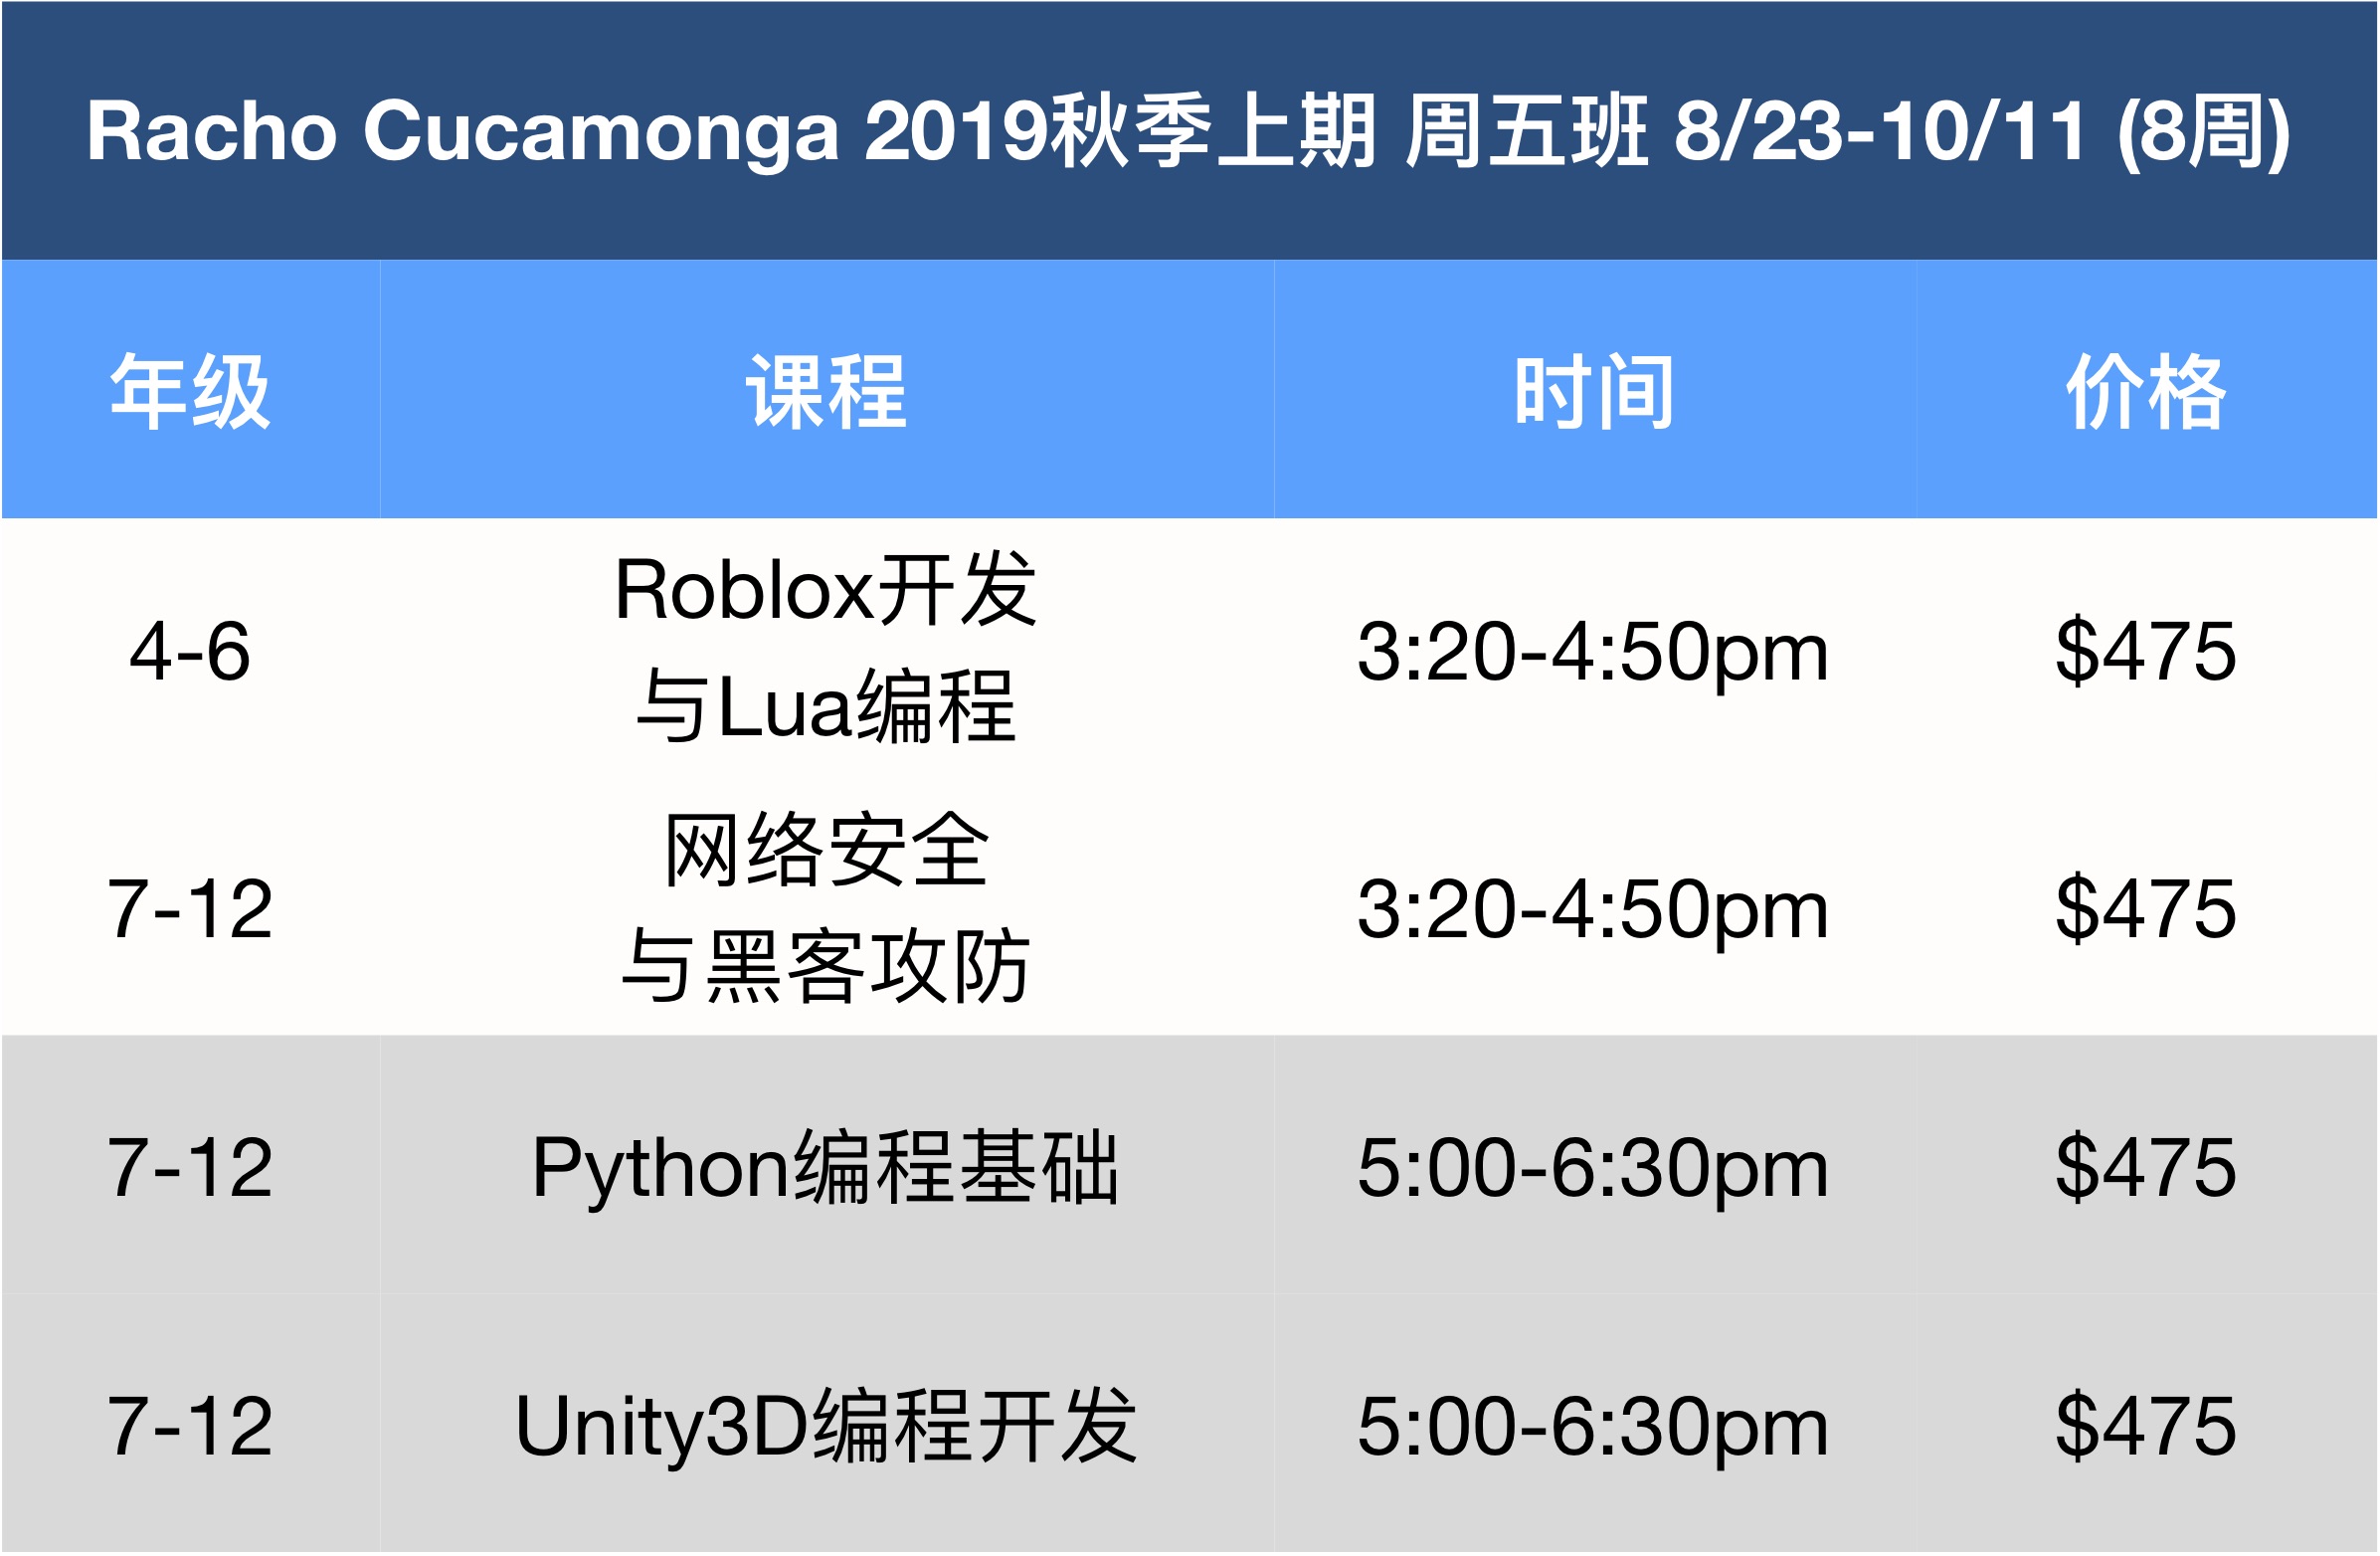 Racho Cucamonga 2019秋季上期 周五班 8/23-10/11 (8周)
年级 课程 时间 价格
4-6 Roblox开发 3:20-4:50pm $475
与Lua编程
7-12 网络安全 3:20-4:50pm $475
与黑客攻防
7-12 Python编程基础 5:00-6:30pm $475
7-12 Unity3D编程开发 5:00-6:30pm $475